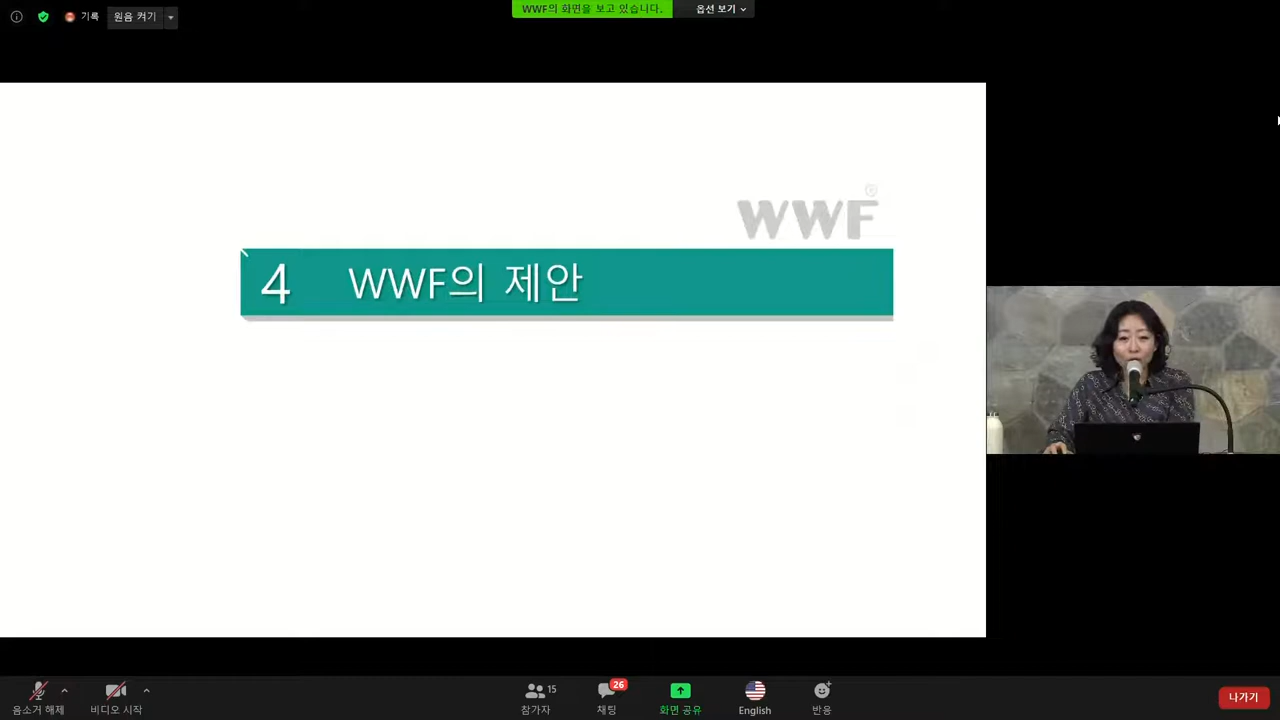 기록
원음 켜기
WWF의 화면을 보고 있습니다.
옵션 보기
WWF
4 WWF의 제안
음소거 해제
비디오 시작
15
참가자
26
채팅
화면 공유
English
반응
나가기